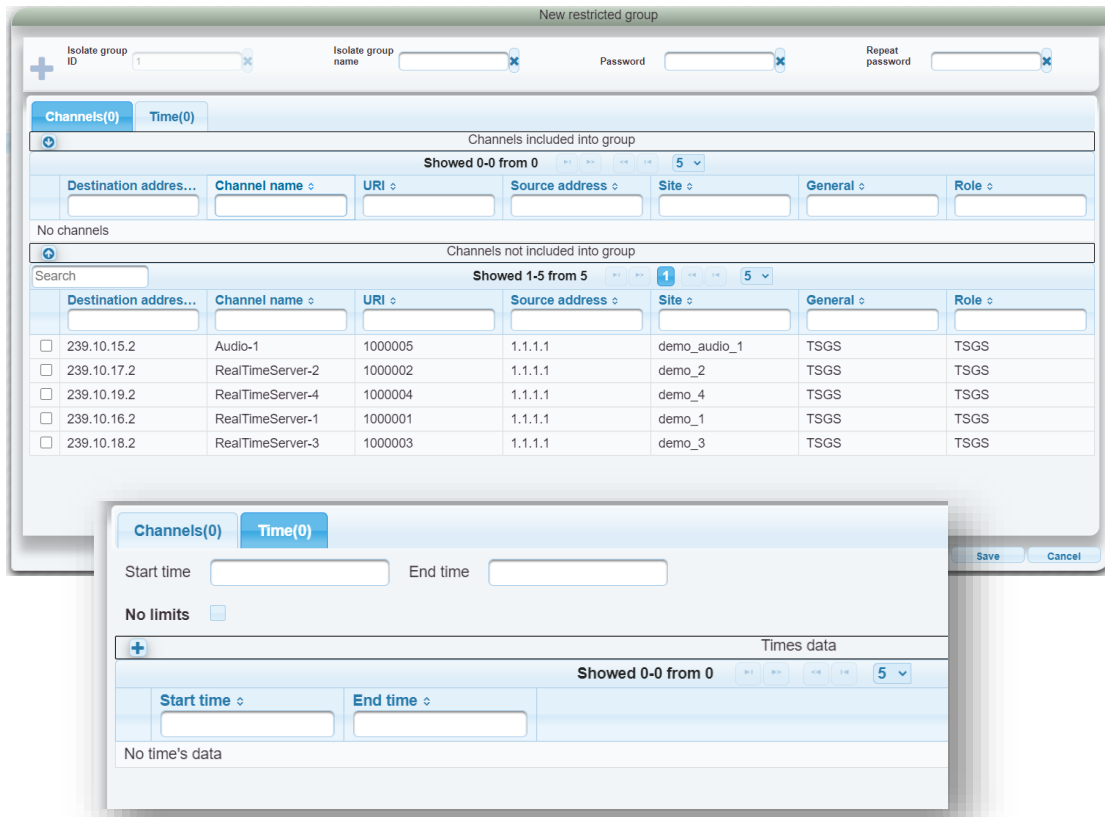 New restricted group
Isolate group ID 1 Isolate group name Password Repeat password
Channels(0) Time(0)
Channels included into group
Showed 0-0 from 0 5
Destination addres... Channel name URI Source address Site General Role
No channels
Channels not included into group
Search Showed 1-5 from 5 1 5
Destination addres... Channel name URI Source address Site General Role
239.10.15.2 Audio-1 1000005 1.1.1.1 demo_audio_1 TSGS TSGS
239.10.17.2 RealTimeServer-2 1000002 1.1.1.1 demo_2 TSGS TSGS
239.10.19.2 RealTimeServer-4 1000004 1.1.1.1 demo_4 TSGS TSGS
239.10.16.2 RealTimeServer-1 1000001 1.1.1.1 demo_1 TSGS TSGS
239.10.18.2 RealTimeServer-3 1000003 1.1.1.1 demo_3 TSGS TSGS
Save Cancel
Channels(0) Time(0)
Start time End time
No limits
Times data
Showed 0-0 from 0 5
Start time End time
No time's data